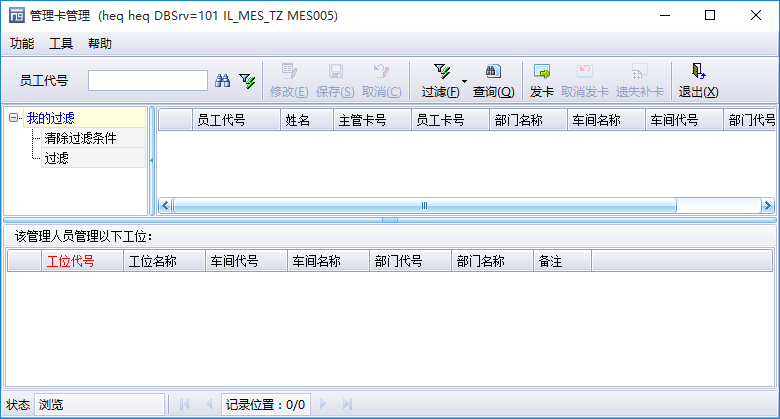 管理卡管理 (heq heq DBSrv=101 IL_MES_TZ MES005)
功能 工具 帮助
员工代号 修改(E) 保存(S) 取消(C) 过滤(F) 查询(Q) 发卡 取消发卡 遗失补卡 退出(X)
我的过滤
清除过滤条件
过滤
员工代号 姓名 主管卡号 员工卡号 部门名称 车间名称 车间代号 部门代号
该管理人员管理以下工位:
工位代号 工位名称 车间代号 车间名称 部门代号 部门名称 备注
状态 浏览 记录位置：0/0